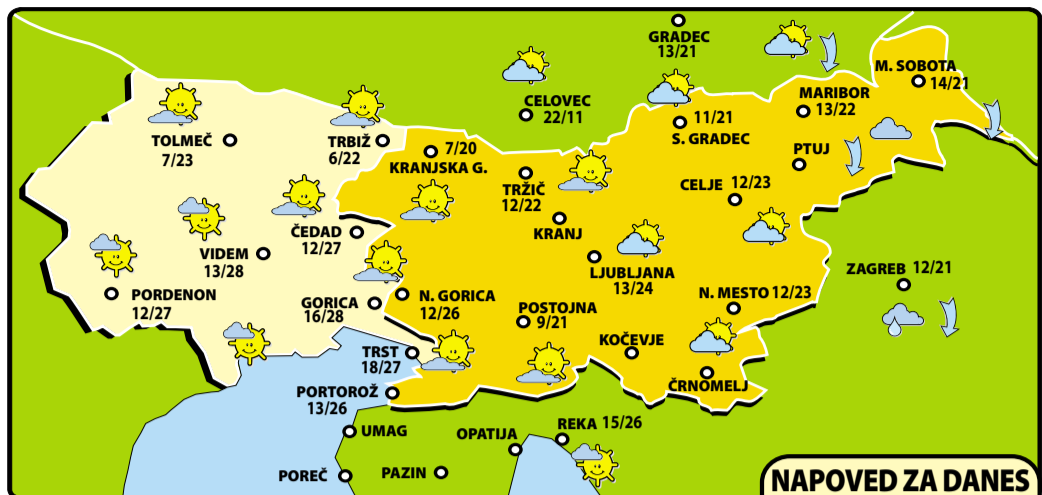 GRADEC
13/21
M. SOBOTA
14/21
CELOVEC
22/11
MARIBOR
13/22
11/21
S. GRADEC
TOLMEČ
7/23
TRBIŽ
6/22
7/20
KRANJSKA G.
PTUJ
TRŽIČ
12/22
CELJE 12/23
KRANJ
ČEDAD
12/27
VIDEM
13/28
LJUBLJANA
13/24
ZAGREB 12/21
PORDENON
12/27
GORICA
16/28
N. GORICA
12/26
N. MESTO 12/23
POSTOJNA
9/21
KOČEVJE
TRST
18/27
ČRNOMELJ
PORTOROŽ
13/26
UMAG
OPATIJA
REKA 15/26
POREČ
PAZIN
NAPOVED ZA DANES